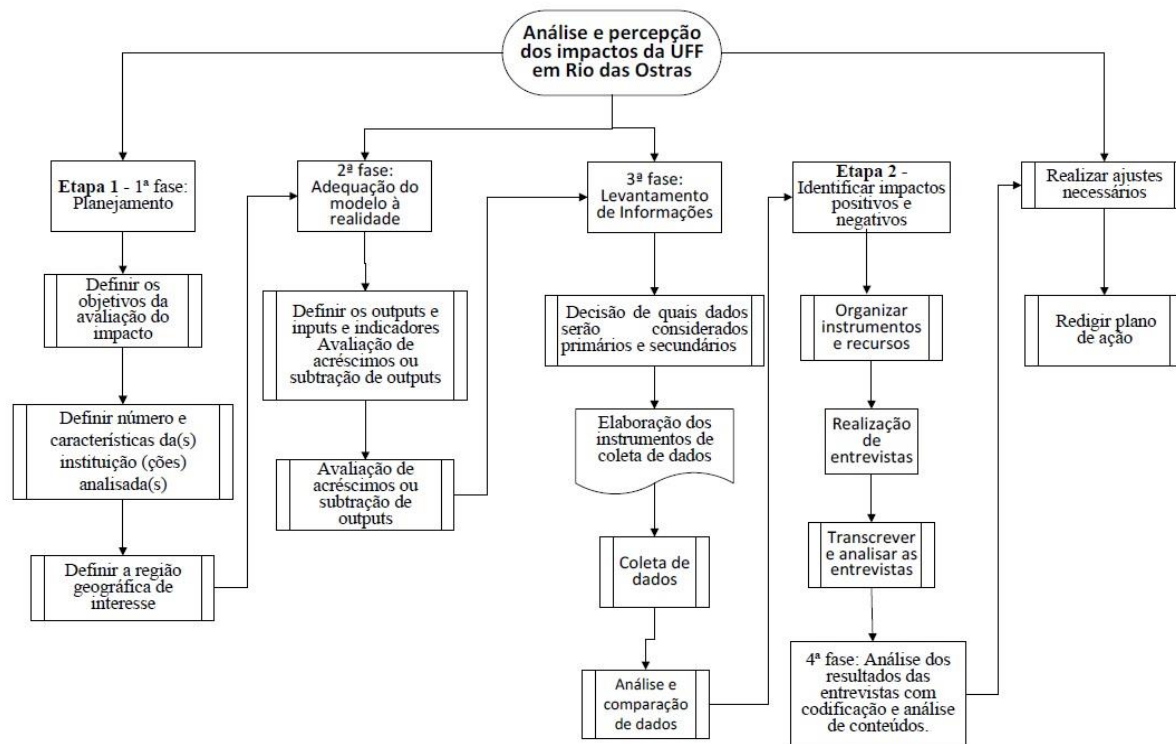 Análise e percepção
dos impactos da UFF
em Rio das Ostras
Etapa 1 - 1ª fase:
Planejamento
Definir os
objetivos da
avaliação do
impacto
Definir número e
características da(s)
instituição (ções)
analisada(s)
Definir a região
geográfica de
interesse
2ª fase:
Adequação do
modelo à
realidade
Definir os outputs e
inputs e indicadores
Avaliação de
acréscimos ou
subtração de outputs
Avaliação de
acréscimos ou
subtração de
outputs
3ª fase:
Levantamento
de Informações
Decisão de quais dados
serão considerados
primários e secundários
Elaboração dos
instrumentos de
coleta de dados
Coleta de
dados
Análise e
comparação
de dados
Etapa 2 -
Identificar impactos
positivos e
negativos
Organizar
instrumentos
e recursos
Realização
de
entrevistas
Transcrever
e analisar as
entrevistas
4ª fase: Análise dos
resultados das
entrevistas com
codificação e análise
de conteúdos.
Realizar ajustes
necessários
Redigir plano
de ação